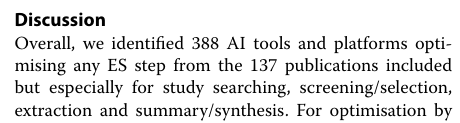 Discussion
Overall, we identified 388 AI tools and platforms opti-
mising any ES step from the 137 publications included
but especially for study searching, screening/selection,
extraction and summary/synthesis. For optimisation by